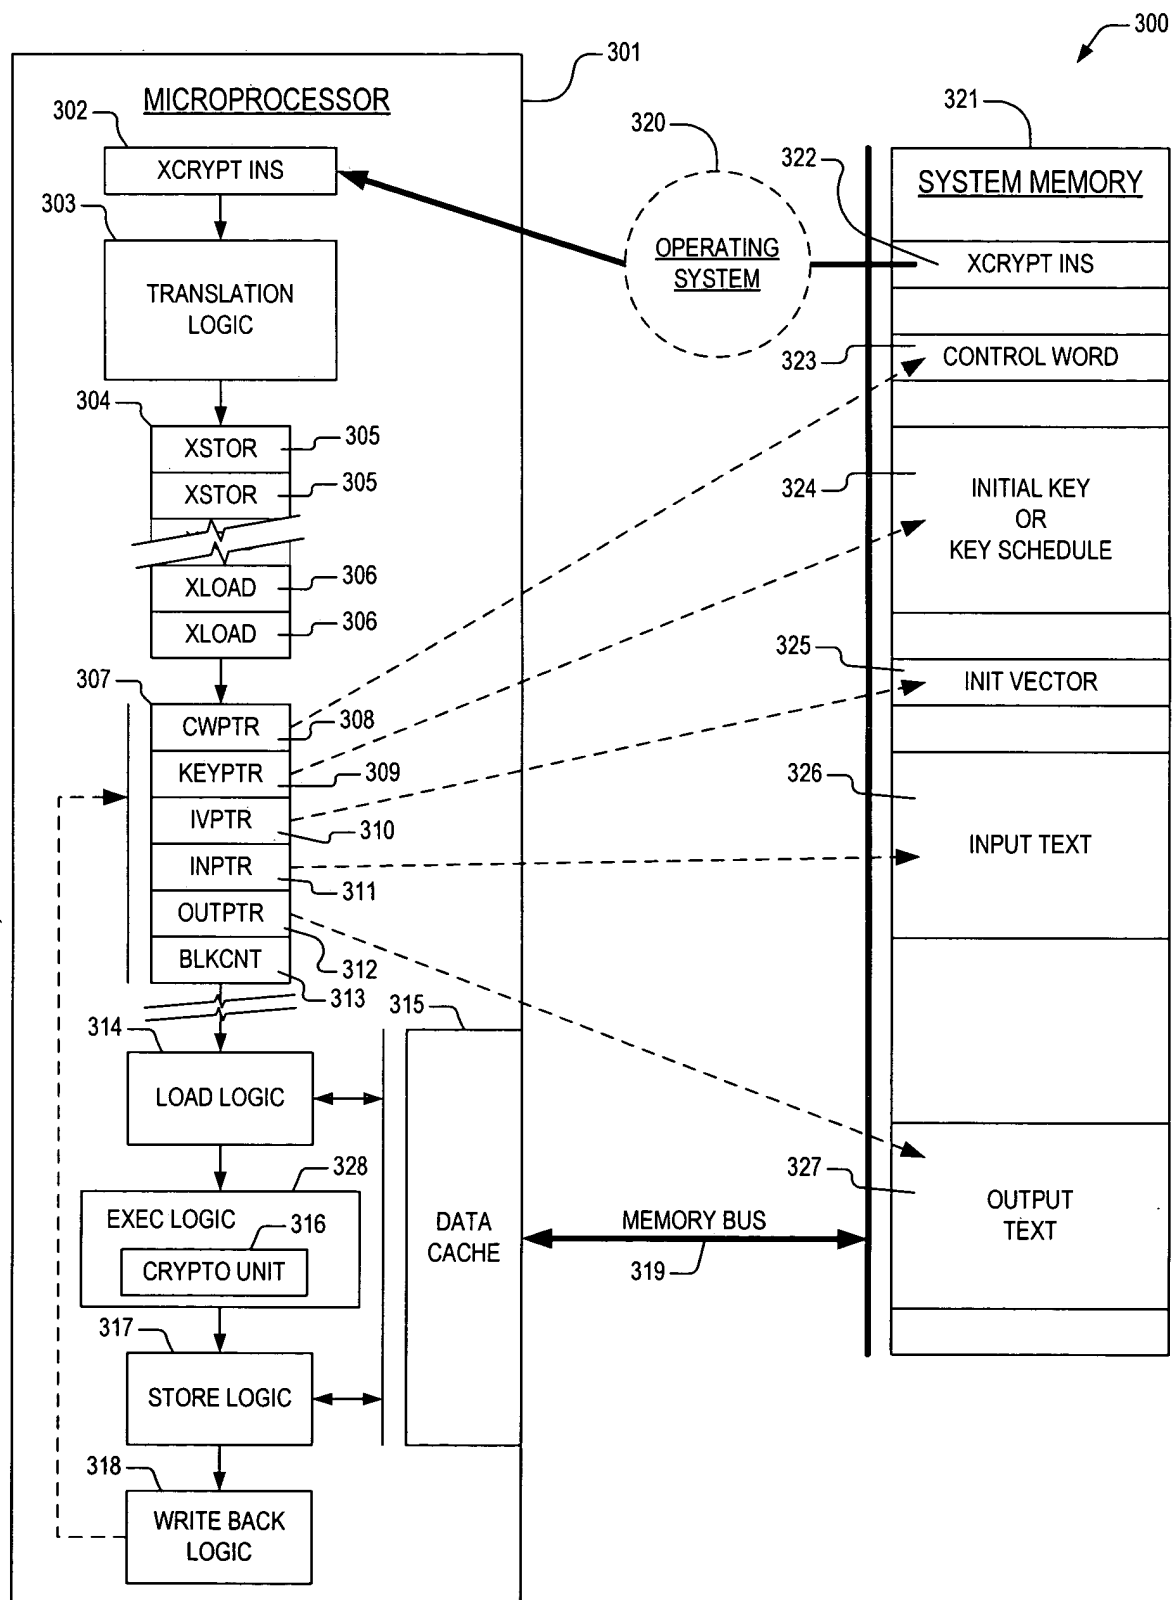 300
301
MICROPROCESSOR
302
XCRYPT INS
303
TRANSLATION
LOGIC
304
XSTOR
305
XSTOR
305
XLOAD
306
XLOAD
306
307
CWPTR
308
KEYPTR
309
IVPTR
310
INPTR
311
OUTPTR
312
BLKCNT
313
314
LOAD LOGIC
315
DATA
CACHE
328
EXEC LOGIC
316
CRYPTO UNIT
317
STORE LOGIC
318
WRITE BACK
LOGIC
MEMORY BUS
319
320
OPERATING
SYSTEM
321
SYSTEM MEMORY
322
XCRYPT INS
323
CONTROL WORD
324
INITIAL KEY
OR
KEY SCHEDULE
325
INIT VECTOR
326
INPUT TEXT
327
OUTPUT
TEXT